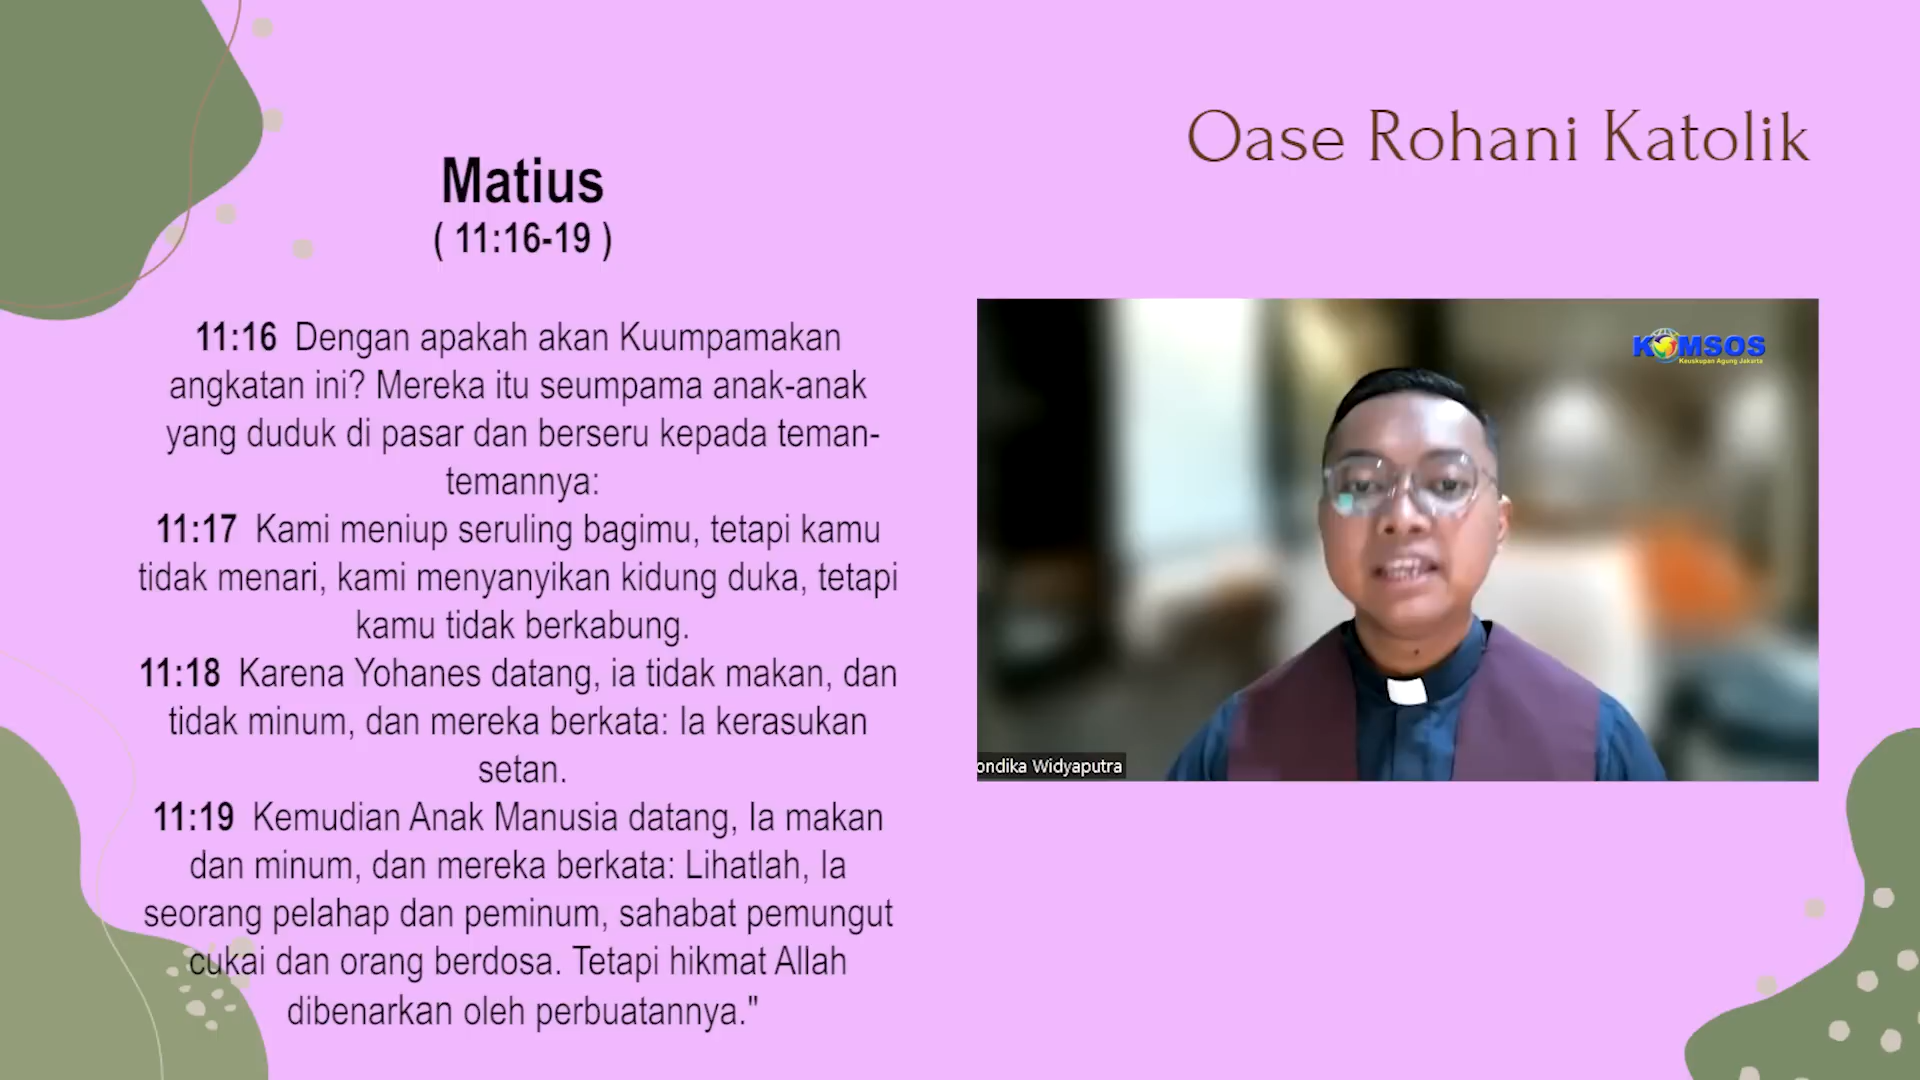 Oase Rohani Katolik
Matius
( 11:16-19 )
11:16 Dengan apakah akan Kuumpamakan
angkatan ini? Mereka itu seumpama anak-anak
yang duduk di pasar dan berseru kepada teman-
temannya:
11:17 Kami meniup seruling bagimu, tetapi kamu
tidak menari, kami menyanyikan kidung duka, tetapi
kamu tidak berkabung.
11:18 Karena Yohanes datang, ia tidak makan, dan
tidak minum, dan mereka berkata: Ia kerasukan
setan.
11:19 Kemudian Anak Manusia datang, Ia makan
dan minum, dan mereka berkata: Lihatlah, Ia
seorang pelahap dan peminum, sahabat pemungut
cukai dan orang berdosa. Tetapi hikmat Allah
dibenarkan oleh perbuatannya."
KOMSOS
Keuskupan Agung Jakarta
ondika Widyaputra